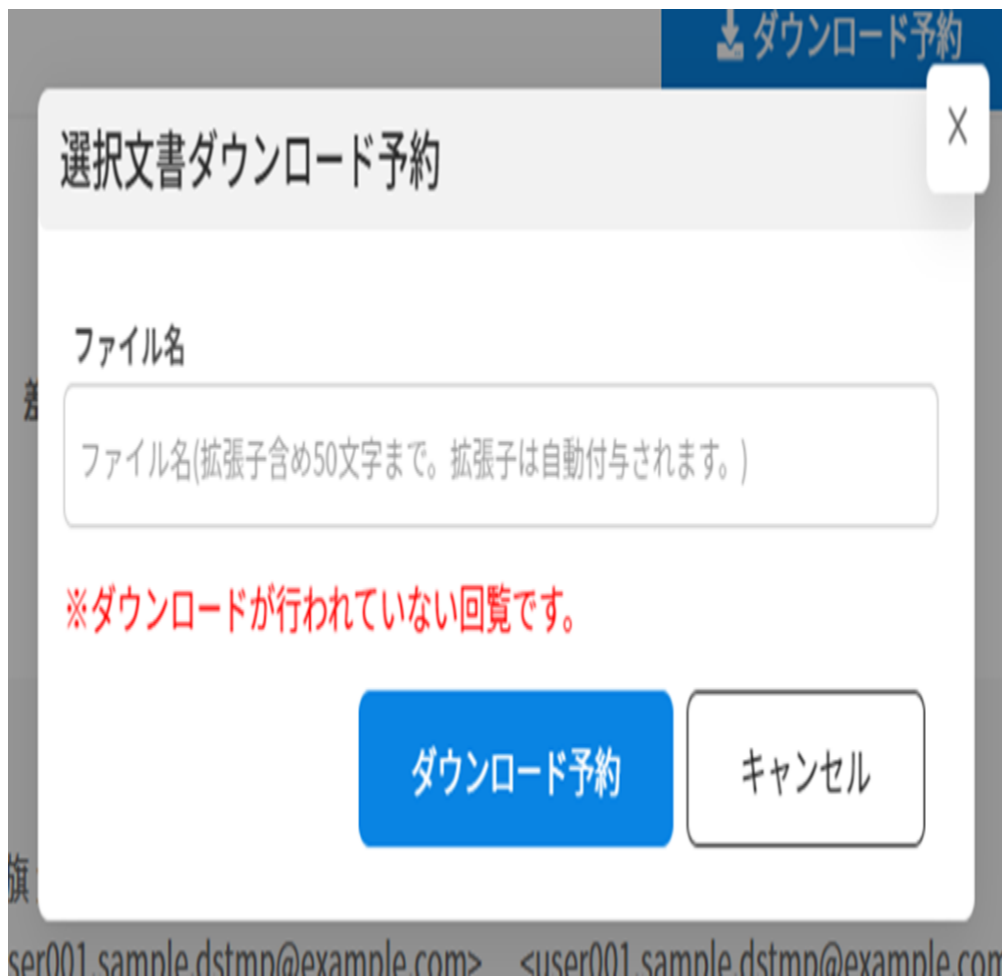 ダウンロード予約
×
選択文書ダウンロード予約
ファイル名
ファイル名(拡張子含め50文字まで。拡張子は自動付与されます。)
※ダウンロードが行われていない回覧です。
ダウンロード予約
キャンセル
旗
ser001.sample.dstmp@example.com> <user001.sample.dstmp@example.com